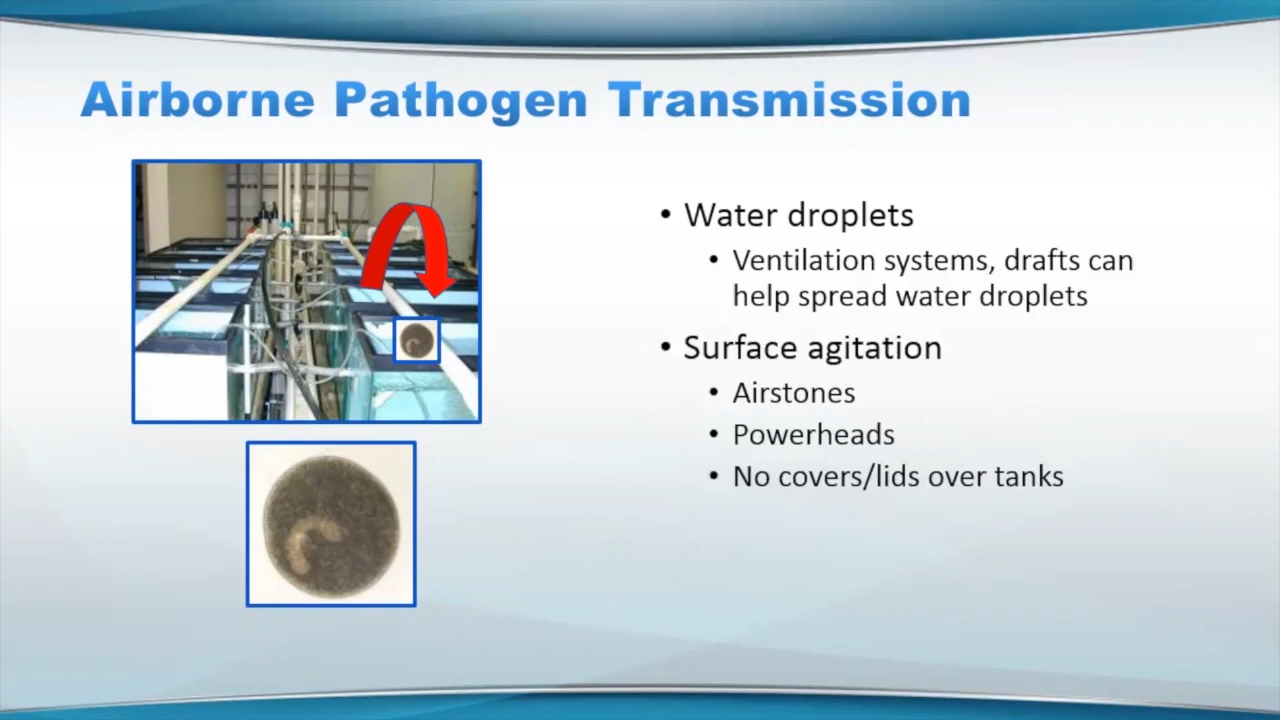 Airborne Pathogen Transmission
• Water droplets
• Ventilation systems, drafts can
help spread water droplets
• Surface agitation
• Airstones
• Powerheads
• No covers/lids over tanks